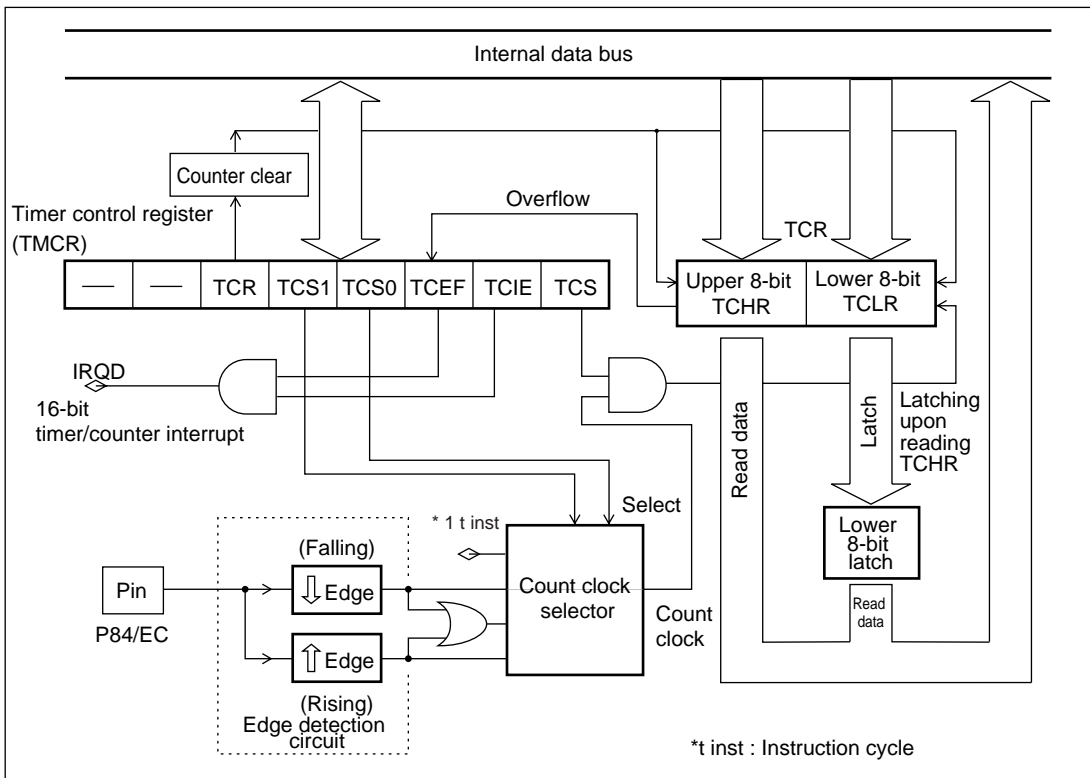 Internal data bus
Counter clear
Timer control register
(TMCR)
Overflow
TCR
TCR
TCS1
TCS0
TCEF
TCIE
TCS
Upper 8-bit
TCHR
Lower 8-bit
TCLR
IRQD
16-bit
timer/counter interrupt
Read data
Latch
Latching
upon
reading
TCHR
* 1 t inst
Select
Lower
8-bit
latch
(Falling)
Edge
Count clock
selector
Pin
P84/EC
Count
clock
Read
data
Edge
(Rising)
Edge detection
circuit
*t inst : Instruction cycle